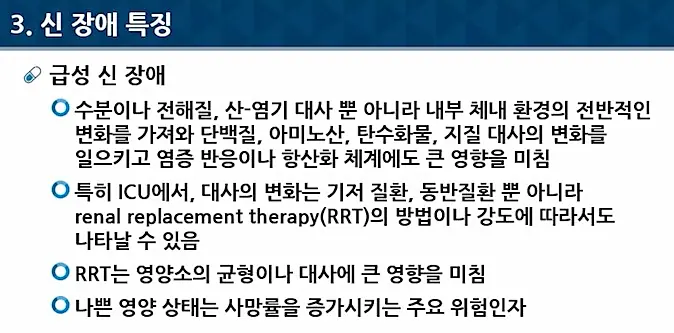 3. 신 장애 특징
급성 신 장애
수분이나 전해질, 산-염기 대사 뿐 아니라 내부 체내 환경의 전반적인
변화를 가져와 단백질, 아미노산, 탄수화물, 지질 대사의 변화를
일으키고 염증 반응이나 항산화 체계에도 큰 영향을 미침
특히 ICU에서, 대사의 변화는 기저 질환, 동반질환 뿐 아니라
renal replacement therapy(RRT)의 방법이나 강도에 따라서도
나타날 수 있음
RRT는 영양소의 균형이나 대사에 큰 영향을 미침
나쁜 영양 상태는 사망률을 증가시키는 주요 위험인자